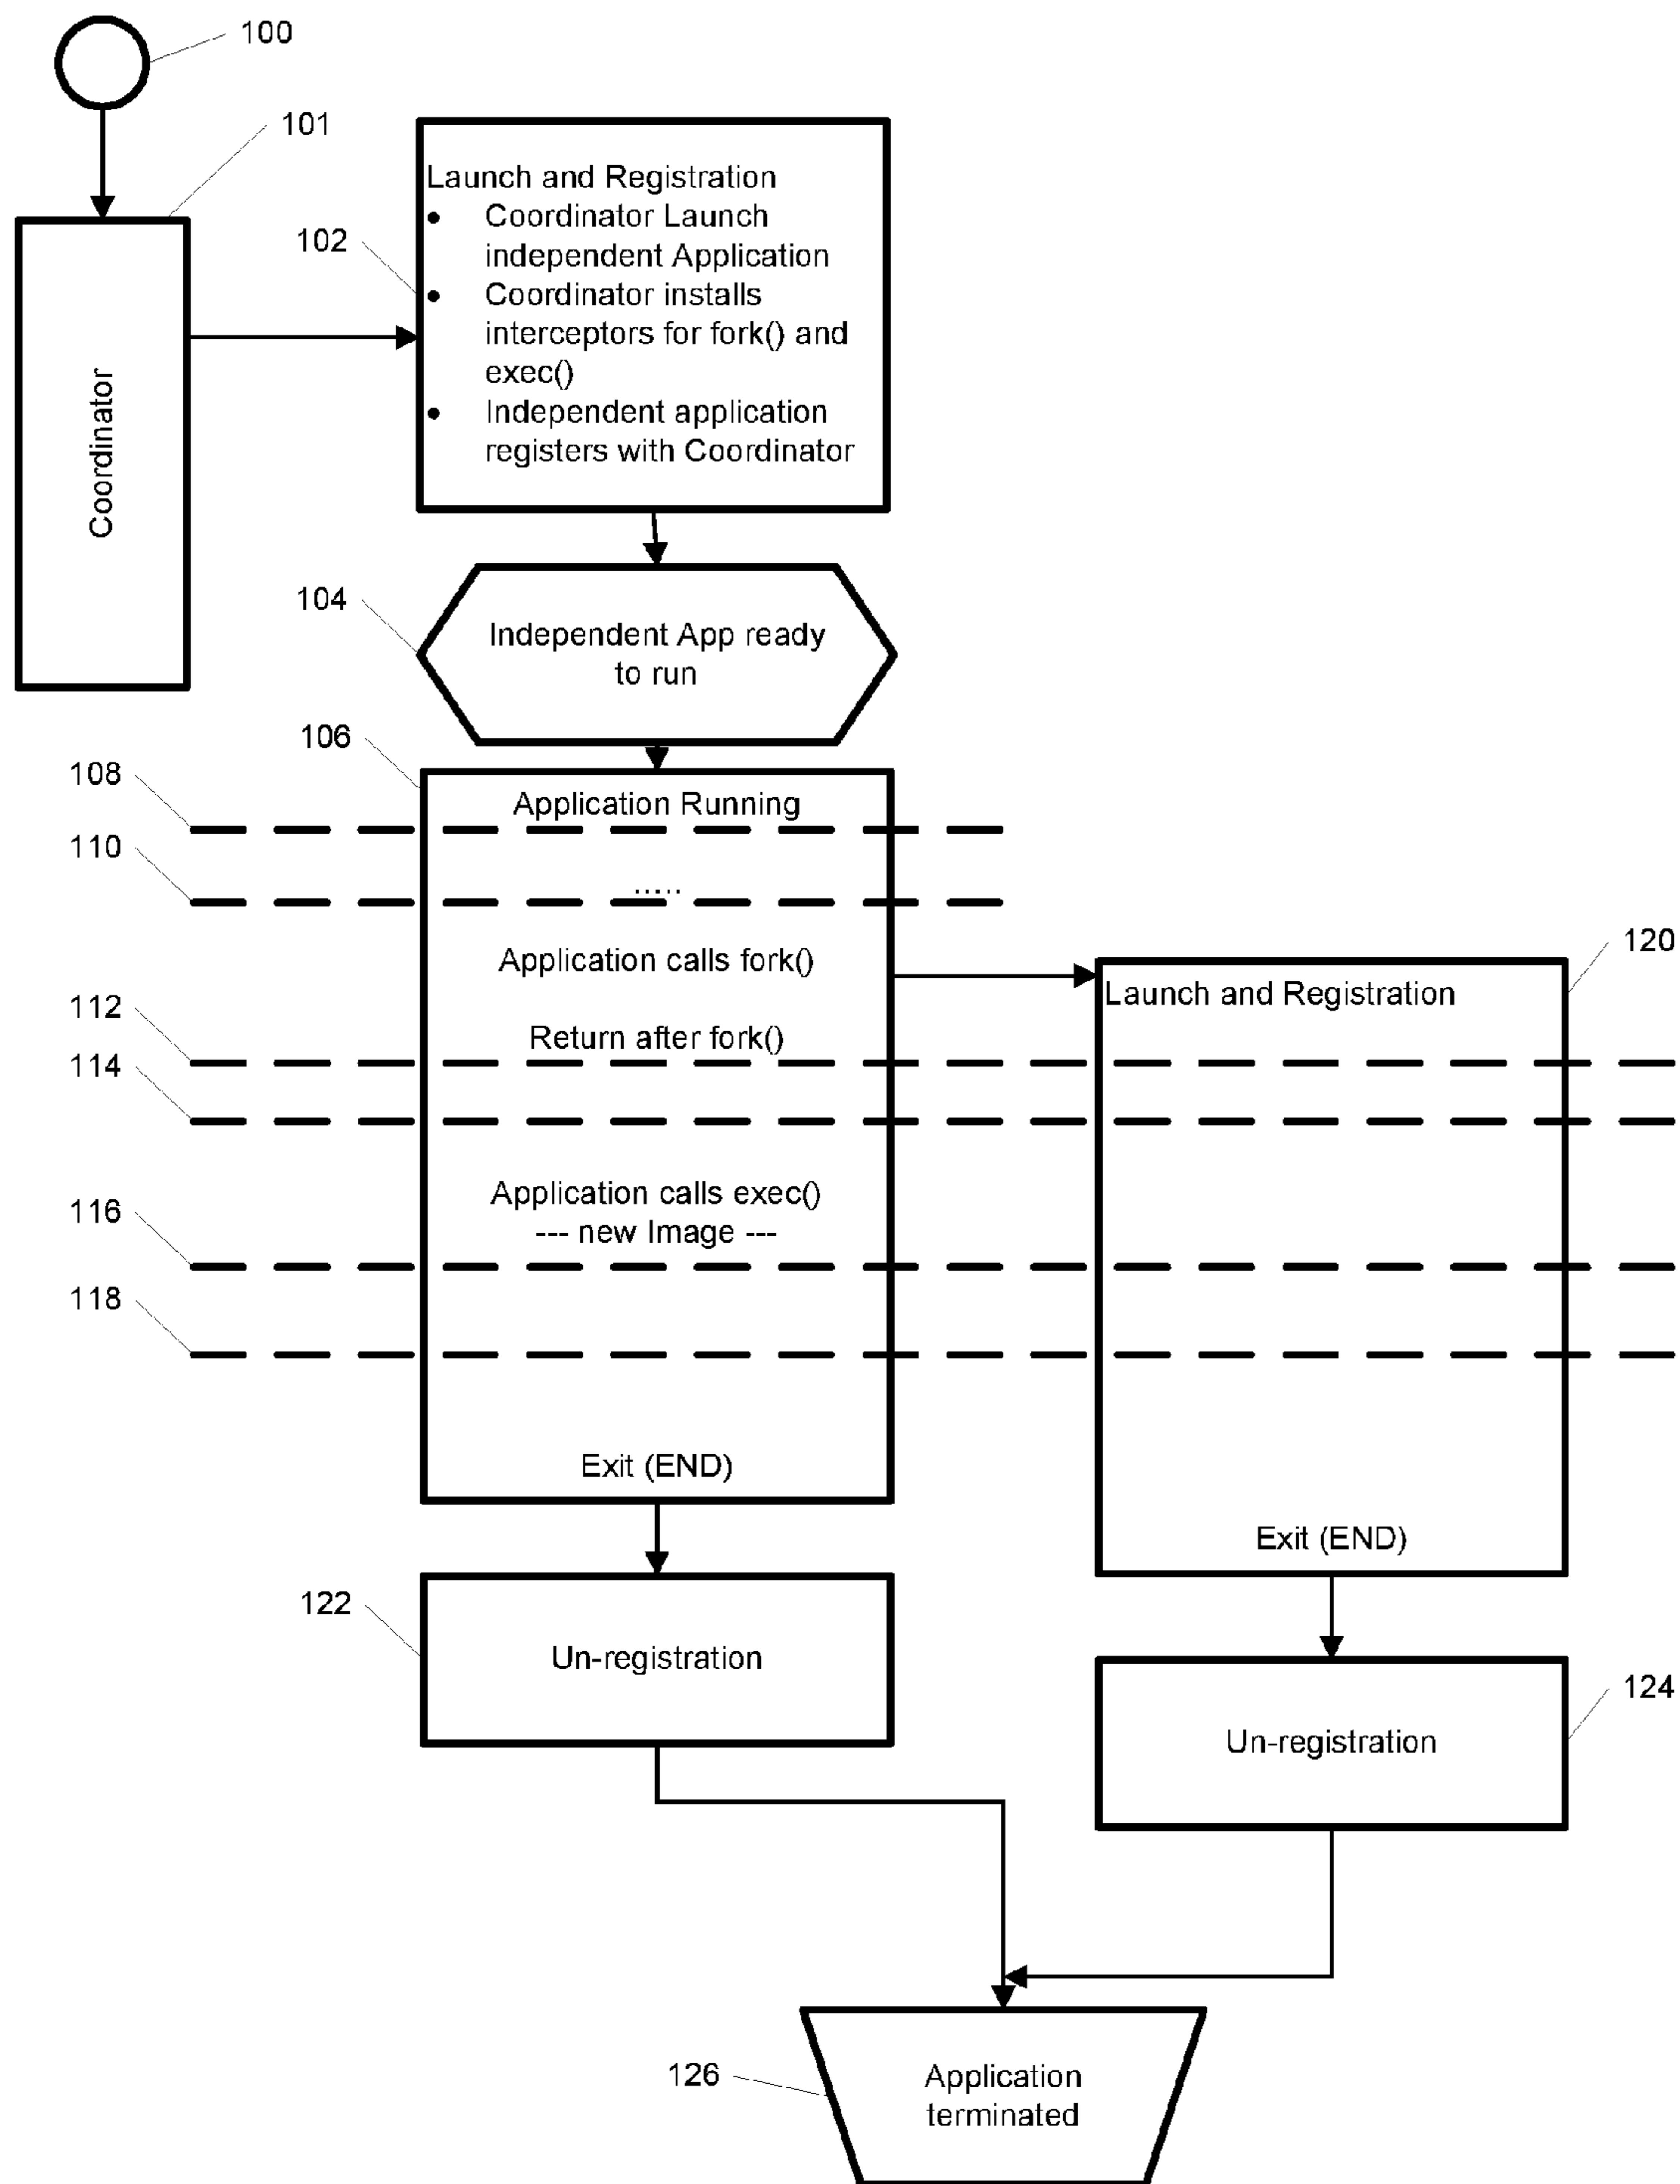 100
101
Coordinator
102
Launch and Registration
• Coordinator Launch
independent Application
• Coordinator installs
interceptors for fork() and
exec()
• Independent application
registers with Coordinator
104
Independent App ready
to run
106
Application Running
108
110
.....
Application calls fork()
120
Launch and Registration
112
Return after fork()
114
Application calls exec()
116
--- new Image ---
118
Exit (END)
Exit (END)
122
Un-registration
124
Un-registration
126
Application
terminated